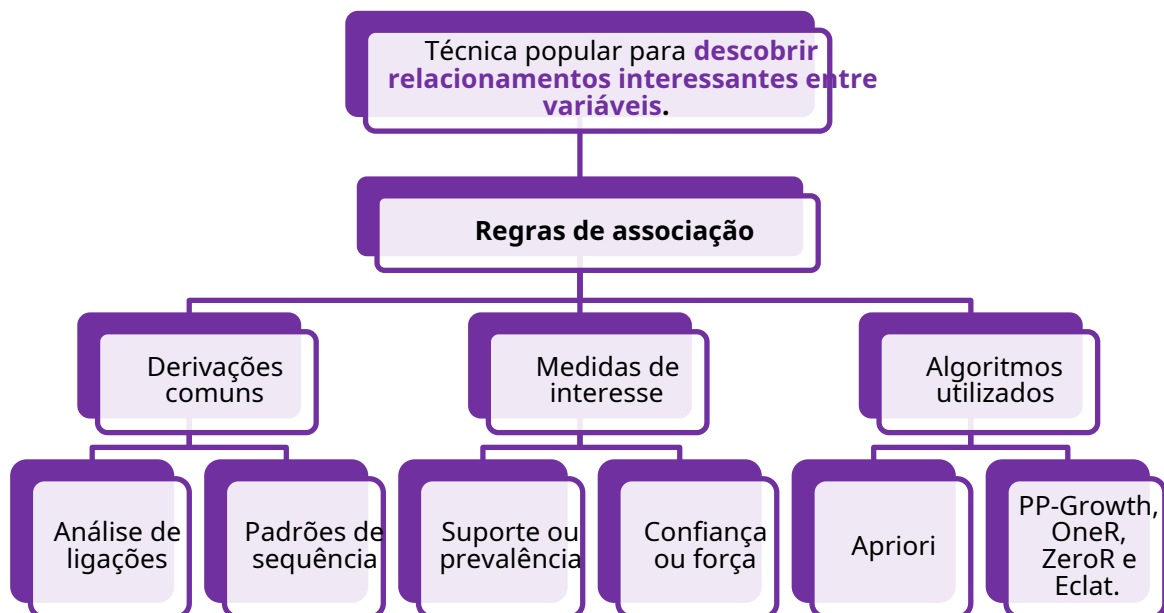 Técnica popular para descobrir
relacionamentos interessantes entre
variáveis.
Regras de associação
Derivações
comuns
Medidas de
interesse
Algoritmos
utilizados
Análise de
ligações
Padrões de
sequência
Suporte ou
prevalência
Confiança
ou força
Apriori
PP-Growth,
OneR,
ZeroR e
Eclat.